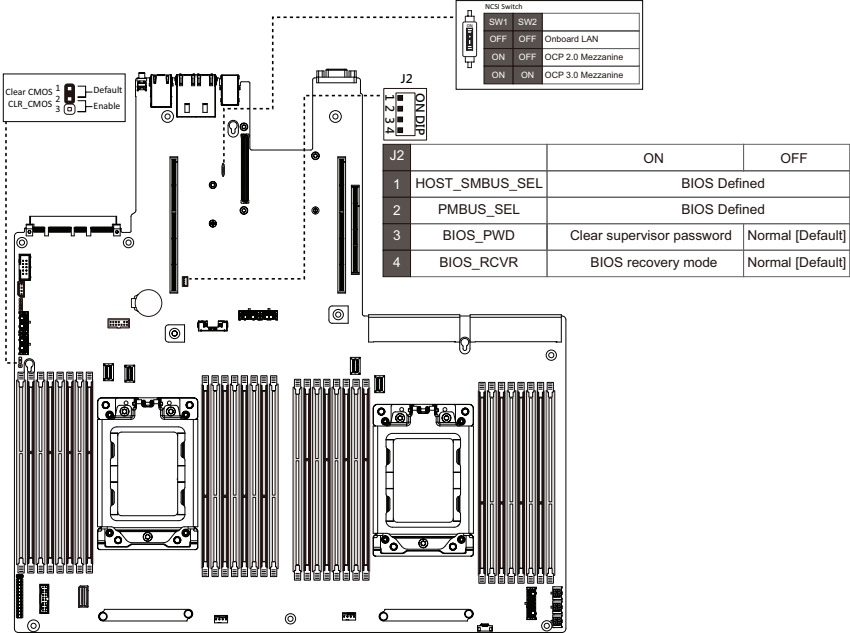 NCSI Switch
SW1 SW2
OFF OFF Onboard LAN
ON OFF OCP 2.0 Mezzanine
ON ON OCP 3.0 Mezzanine
ON
Clear CMOS 1 Default
CLR_CMOS 2
3 Enable
J2
1 2 3 4
ON DIP
J2 ON OFF
1 HOST_SMBUS_SEL BIOS Defined
2 PMBUS_SEL BIOS Defined
3 BIOS_PWD Clear supervisor password Normal [Default]
4 BIOS_RCVR BIOS recovery mode Normal [Default]